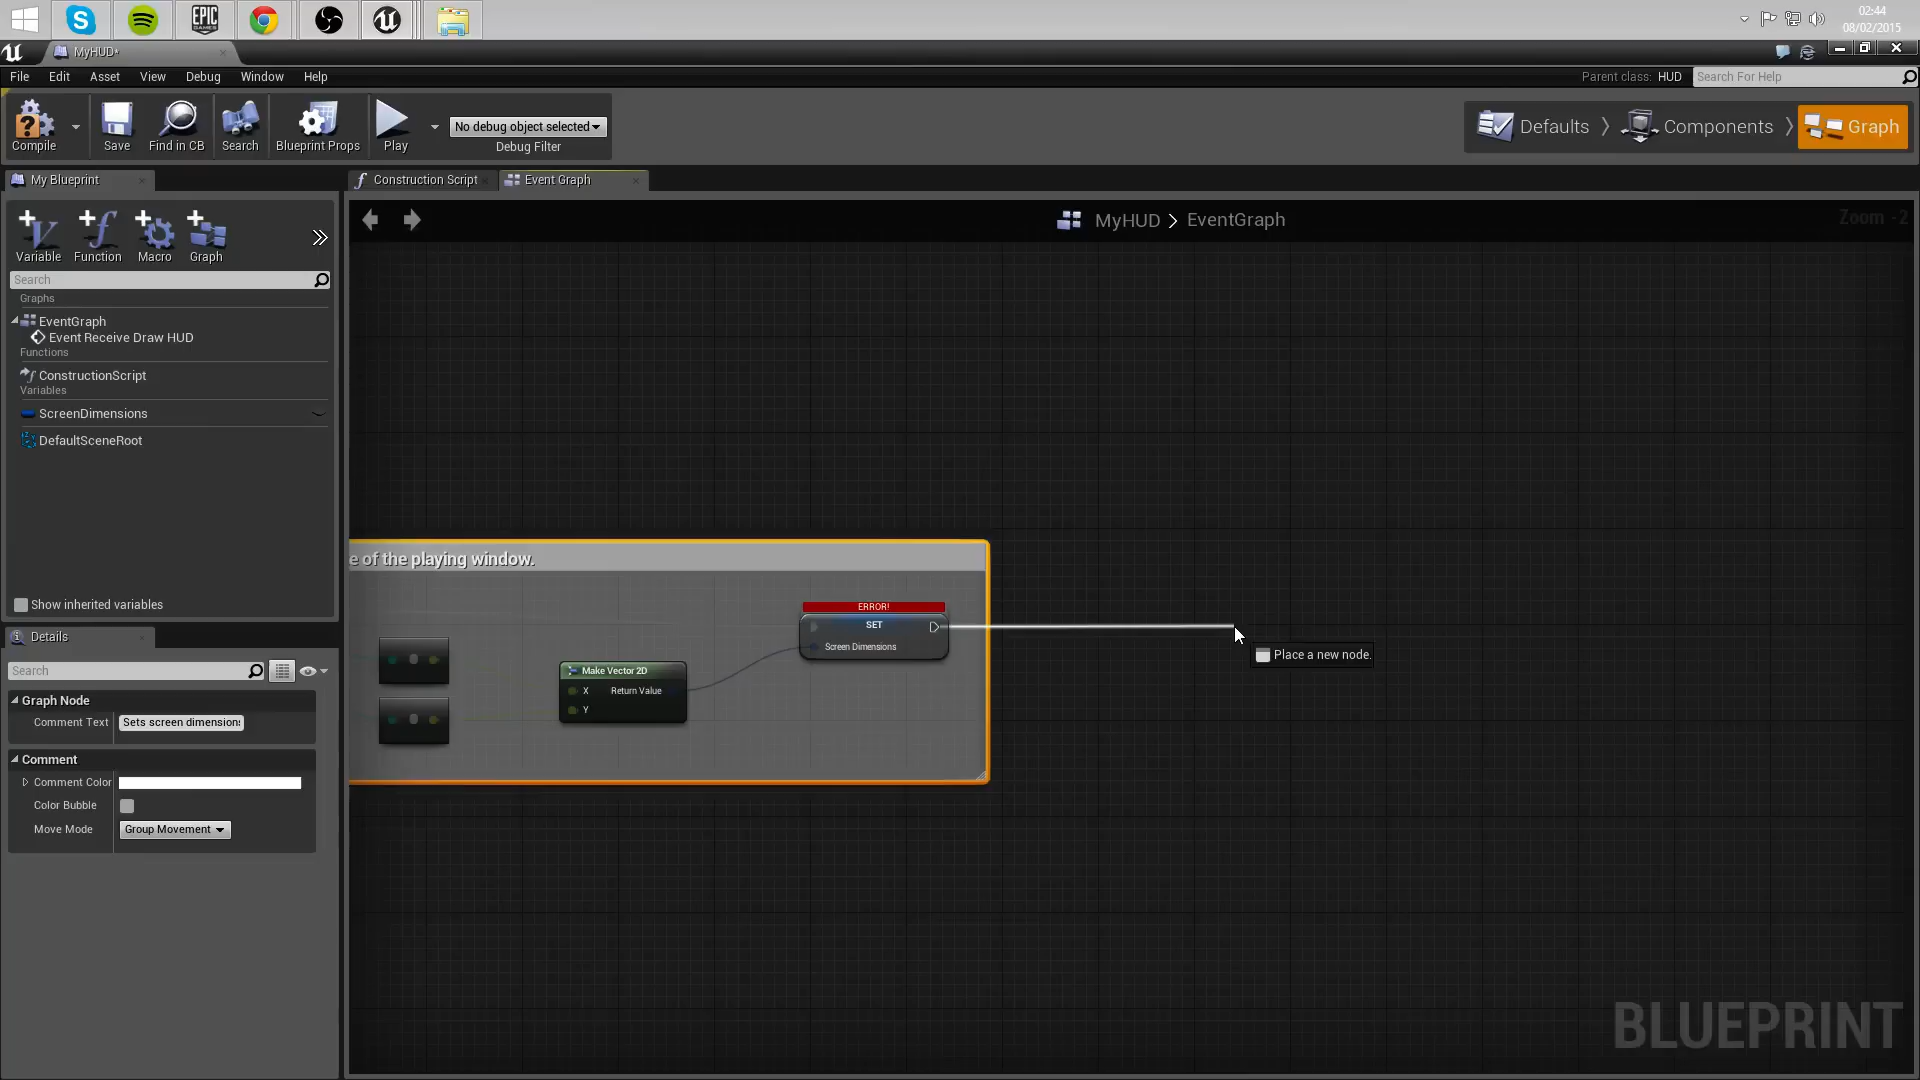 EPIC
GAMES
02:44
08/02/2015
MyHUD*
File Edit Asset View Debug Window Help
Parent class: HUD
Search For Help
Compile
Save
Find in CB
Search
Blueprint Props
Play
No debug object selected
Debug Filter
Defaults
Components
Graph
My Blueprint
Construction Script
Event Graph
Variable
Function
Macro
Graph
MyHUD > EventGraph
Zoom -2
Search
Graphs
EventGraph
Event Receive Draw HUD
Functions
ConstructionScript
Variables
ScreenDimensions
DefaultSceneRoot
Show inherited variables
Details
Search
Graph Node
Comment Text Sets screen dimension
Comment
Comment Color
Color Bubble
Move Mode Group Movement
e of the playing window.
ERROR!
SET
Screen Dimensions
Make Vector 2D
X Return Value
Y
Place a new node.
BLUEPRINT